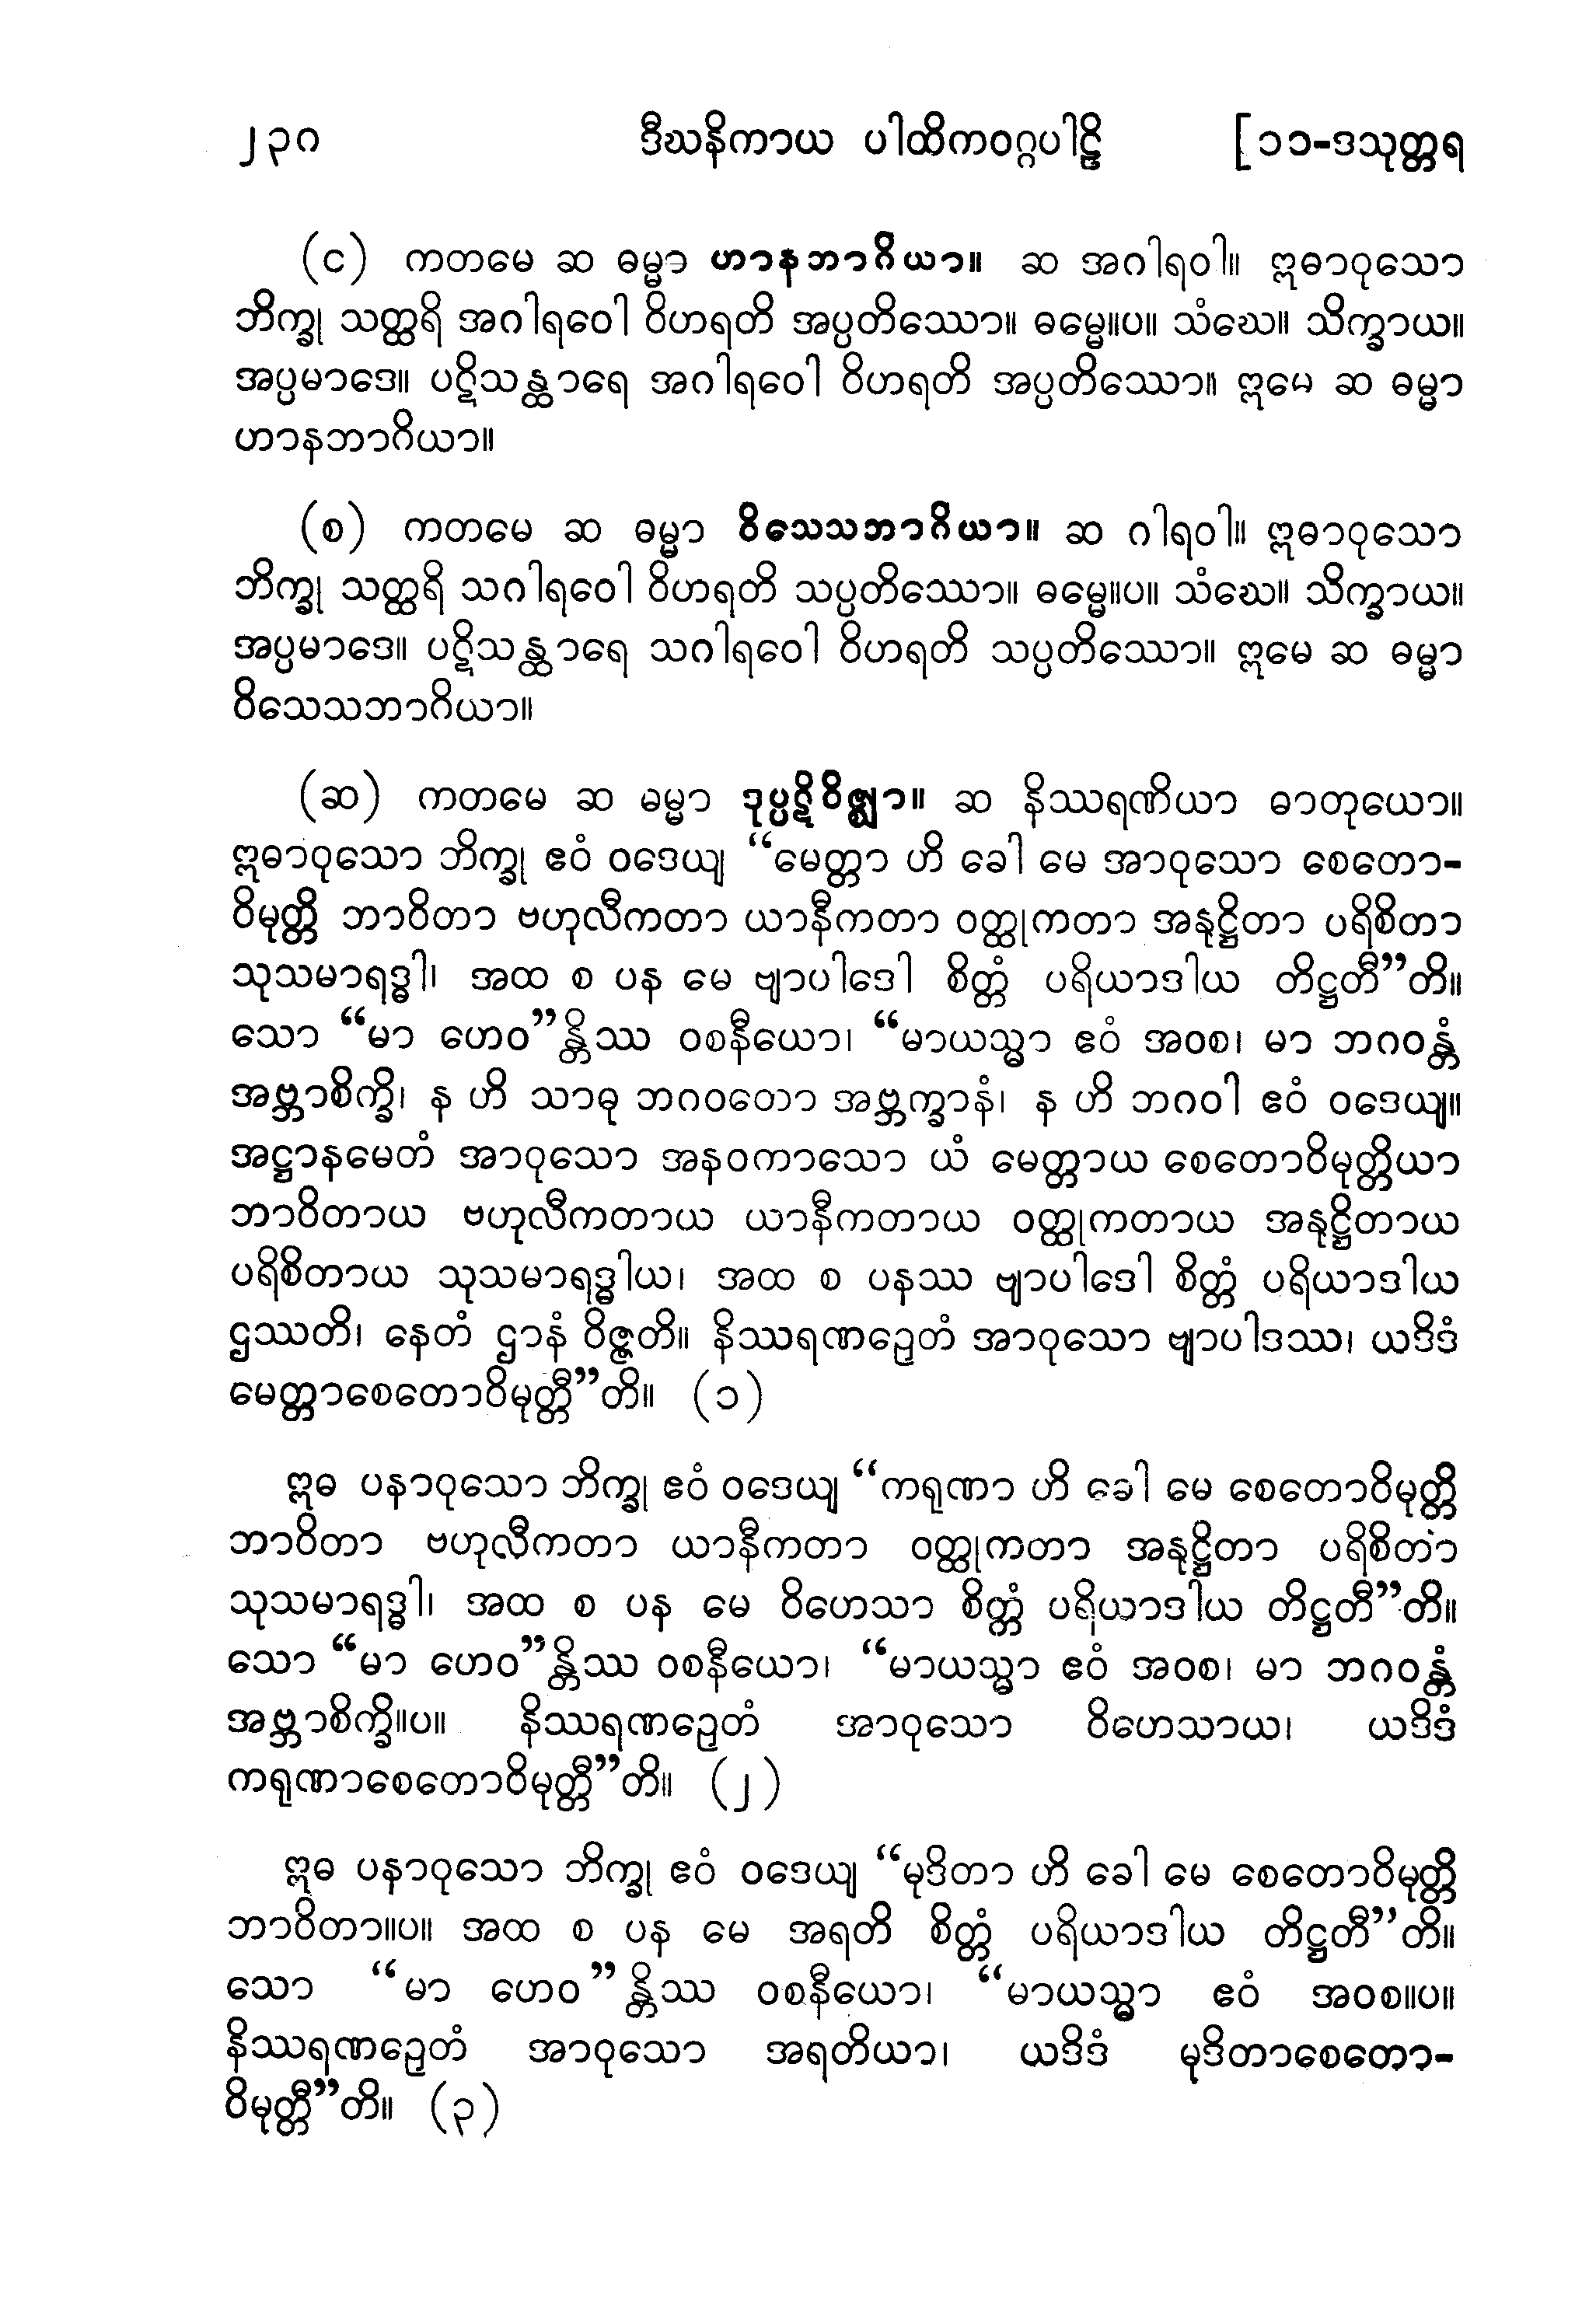 ၂၃၀ ဒီဃနိကာယ ပါထိကဝဂ္ဂပါဠိ [၁၁-ဒသုတ္တရ
(င) ကတမေ ဆ ဓမ္မာ ဟာနဘာဂိယာ။ ဆ အဂါရဝါ။ ဣဓာဝုသော
ဘိက္ခု သတ္ထရိ အဂါရဝေါ ဝိဟရတိ အပ္ပတိဿော။ ဓမ္မေ။ပ။ သံဃေ။ သိက္ခာယ။
အပ္ပမာဒေ။ ပဋိသန္ထာရေ အဂါရဝေါ ဝိဟရတိ အပ္ပတိဿော။ ဣမေ ဆ ဓမ္မာ
ဟာနဘာဂိယာ။
(စ) ကတမေ ဆ ဓမ္မာ ဝိသေသဘာဂိယာ။ ဆ ဂါရဝါ။ ဣဓာဝုသော
ဘိက္ခု သတ္ထရိ သဂါရဝေါ ဝိဟရတိ သပ္ပတိဿော။ ဓမ္မေ။ပ။ သံဃေ။ သိက္ခာယ။
အပ္ပမာဒေ။ ပဋိသန္ထာရေ သဂါရဝေါ ဝိဟရတိ သပ္ပတိဿော။ ဣမေ ဆ ဓမ္မာ
ဝိသေသဘာဂိယာ။
(ဆ) ကတမေ ဆ ဓမ္မာ ဒုပ္ပဋိဝိဇ္ဈာ။ ဆ နိဿရဏိယာ ဓာတုယော။
ဣဓာဝုသော ဘိက္ခု ဧဝံ ဝဒေယျ “မေတ္တာ ဟိ ခေါ မေ အာဝုသော စေတော-
ဝိမုတ္တိ ဘာဝိတာ ဗဟုလီကတာ ယာနီကတာ ဝတ္ထုကတာ အနုဋ္ဌိတာ ပရိစိတာ
သုသမာရဒ္ဓါ၊ အထ စ ပန မေ ဗျာပါဒေါ စိတ္တံ ပရိယာဒါယ တိဋ္ဌတီ”တိ။
သော “မာ ဟေဝ”န္တိဿ ဝစနီယော၊ “မာယသ္မာ ဧဝံ အဝစ၊ မာ ဘဂဝန္တံ
အဗ္ဘာစိက္ခိ၊ န ဟိ သာဓု ဘဂဝတော အဗ္ဘက္ခာနံ၊ န ဟိ ဘဂဝါ ဧဝံ ဝဒေယျ။
အဋ္ဌာနမေတံ အာဝုသော အနဝကာသော ယံ မေတ္တာယ စေတောဝိမုတ္တိယာ
ဘာဝိတာယ ဗဟုလီကတာယ ယာနီကတာယ ဝတ္ထုကတာယ အနုဋ္ဌိတာယ
ပရိစိတာယ သုသမာရဒ္ဓါယ၊ အထ စ ပနဿ ဗျာပါဒေါ စိတ္တံ ပရိယာဒါယ
ဌဿတိ၊ နေတံ ဌာနံ ဝိဇ္ဇတိ။ နိဿရဏဉှေတံ အာဝုသော ဗျာပါဒဿ၊ ယဒိဒံ
မေတ္တာစေတောဝိမုတ္တီ”တိ။ (၁)
ဣဓ ပနာဝုသော ဘိက္ခု ဧဝံ ဝဒေယျ “ကရုဏာ ဟိ ခေါ မေ စေတောဝိမုတ္တိ
ဘာဝိတာ ဗဟုလီကတာ ယာနီကတာ ဝတ္ထုကတာ အနုဋ္ဌိတာ ပရိစိတာ
သုသမာရဒ္ဓါ၊ အထ စ ပန မေ ဝိဟေသာ စိတ္တံ ပရိယာဒါယ တိဋ္ဌတီ”တိ။
သော “မာ ဟေဝ”န္တိဿ ဝစနီယော၊ “မာယသ္မာ ဧဝံ အဝစ၊ မာ ဘဂဝန္တံ
အဗ္ဘာစိက္ခိ။ပ။ နိဿရဏဉှေတံ အာဝုသော ဝိဟေသာယ၊ ယဒိဒံ
ကရုဏာစေတောဝိမုတ္တီ”တိ။ (၂)
ဣဓ ပနာဝုသော ဘိက္ခု ဧဝံ ဝဒေယျ “မုဒိတာ ဟိ ခေါ မေ စေတောဝိမုတ္တိ
ဘာဝိတာ။ပ။ အထ စ ပန မေ အရတိ စိတ္တံ ပရိယာဒါယ တိဋ္ဌတီ”တိ။
သော “မာ ဟေဝ”န္တိဿ ဝစနီယော၊ “မာယသ္မာ ဧဝံ အဝစ။ပ။
နိဿရဏဉှေတံ အာဝုသော အရတိယာ၊ ယဒိဒံ မုဒိတာစေတော-
ဝိမုတ္တီ”တိ။ (၃)